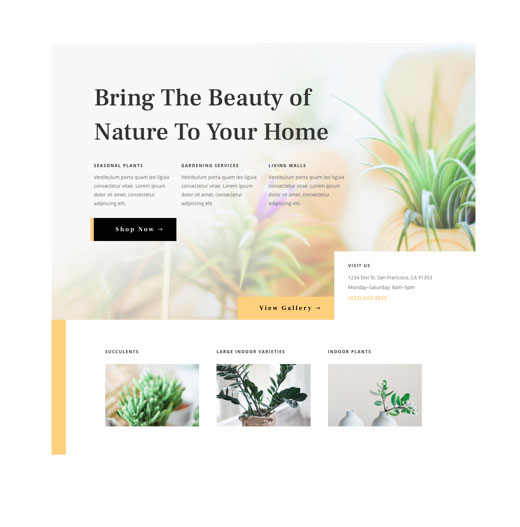 Bring The Beauty of
Nature To Your Home
SEASONAL PLANTS
Vestibulum porta quam leo ligula
consectetur vitae. Lorem ipsum
dolor sit amet, consectetur
adipiscing elit.
GARDENING SERVICES
Vestibulum porta quam leo ligula
consectetur vitae. Lorem ipsum
dolor sit amet, consectetur
adipiscing elit.
LIVING WALLS
Vestibulum porta quam leo ligula
consectetur vitae. Lorem ipsum
dolor sit amet, consectetur
adipiscing elit.
Shop Now →
VISIT US
1234 Divi St. San Francisco, CA 91353
Monday–Saturday: 8am–5pm
View Gallery →
SUCCULENTS
LARGE INDOOR VARIETIES
INDOOR PLANTS